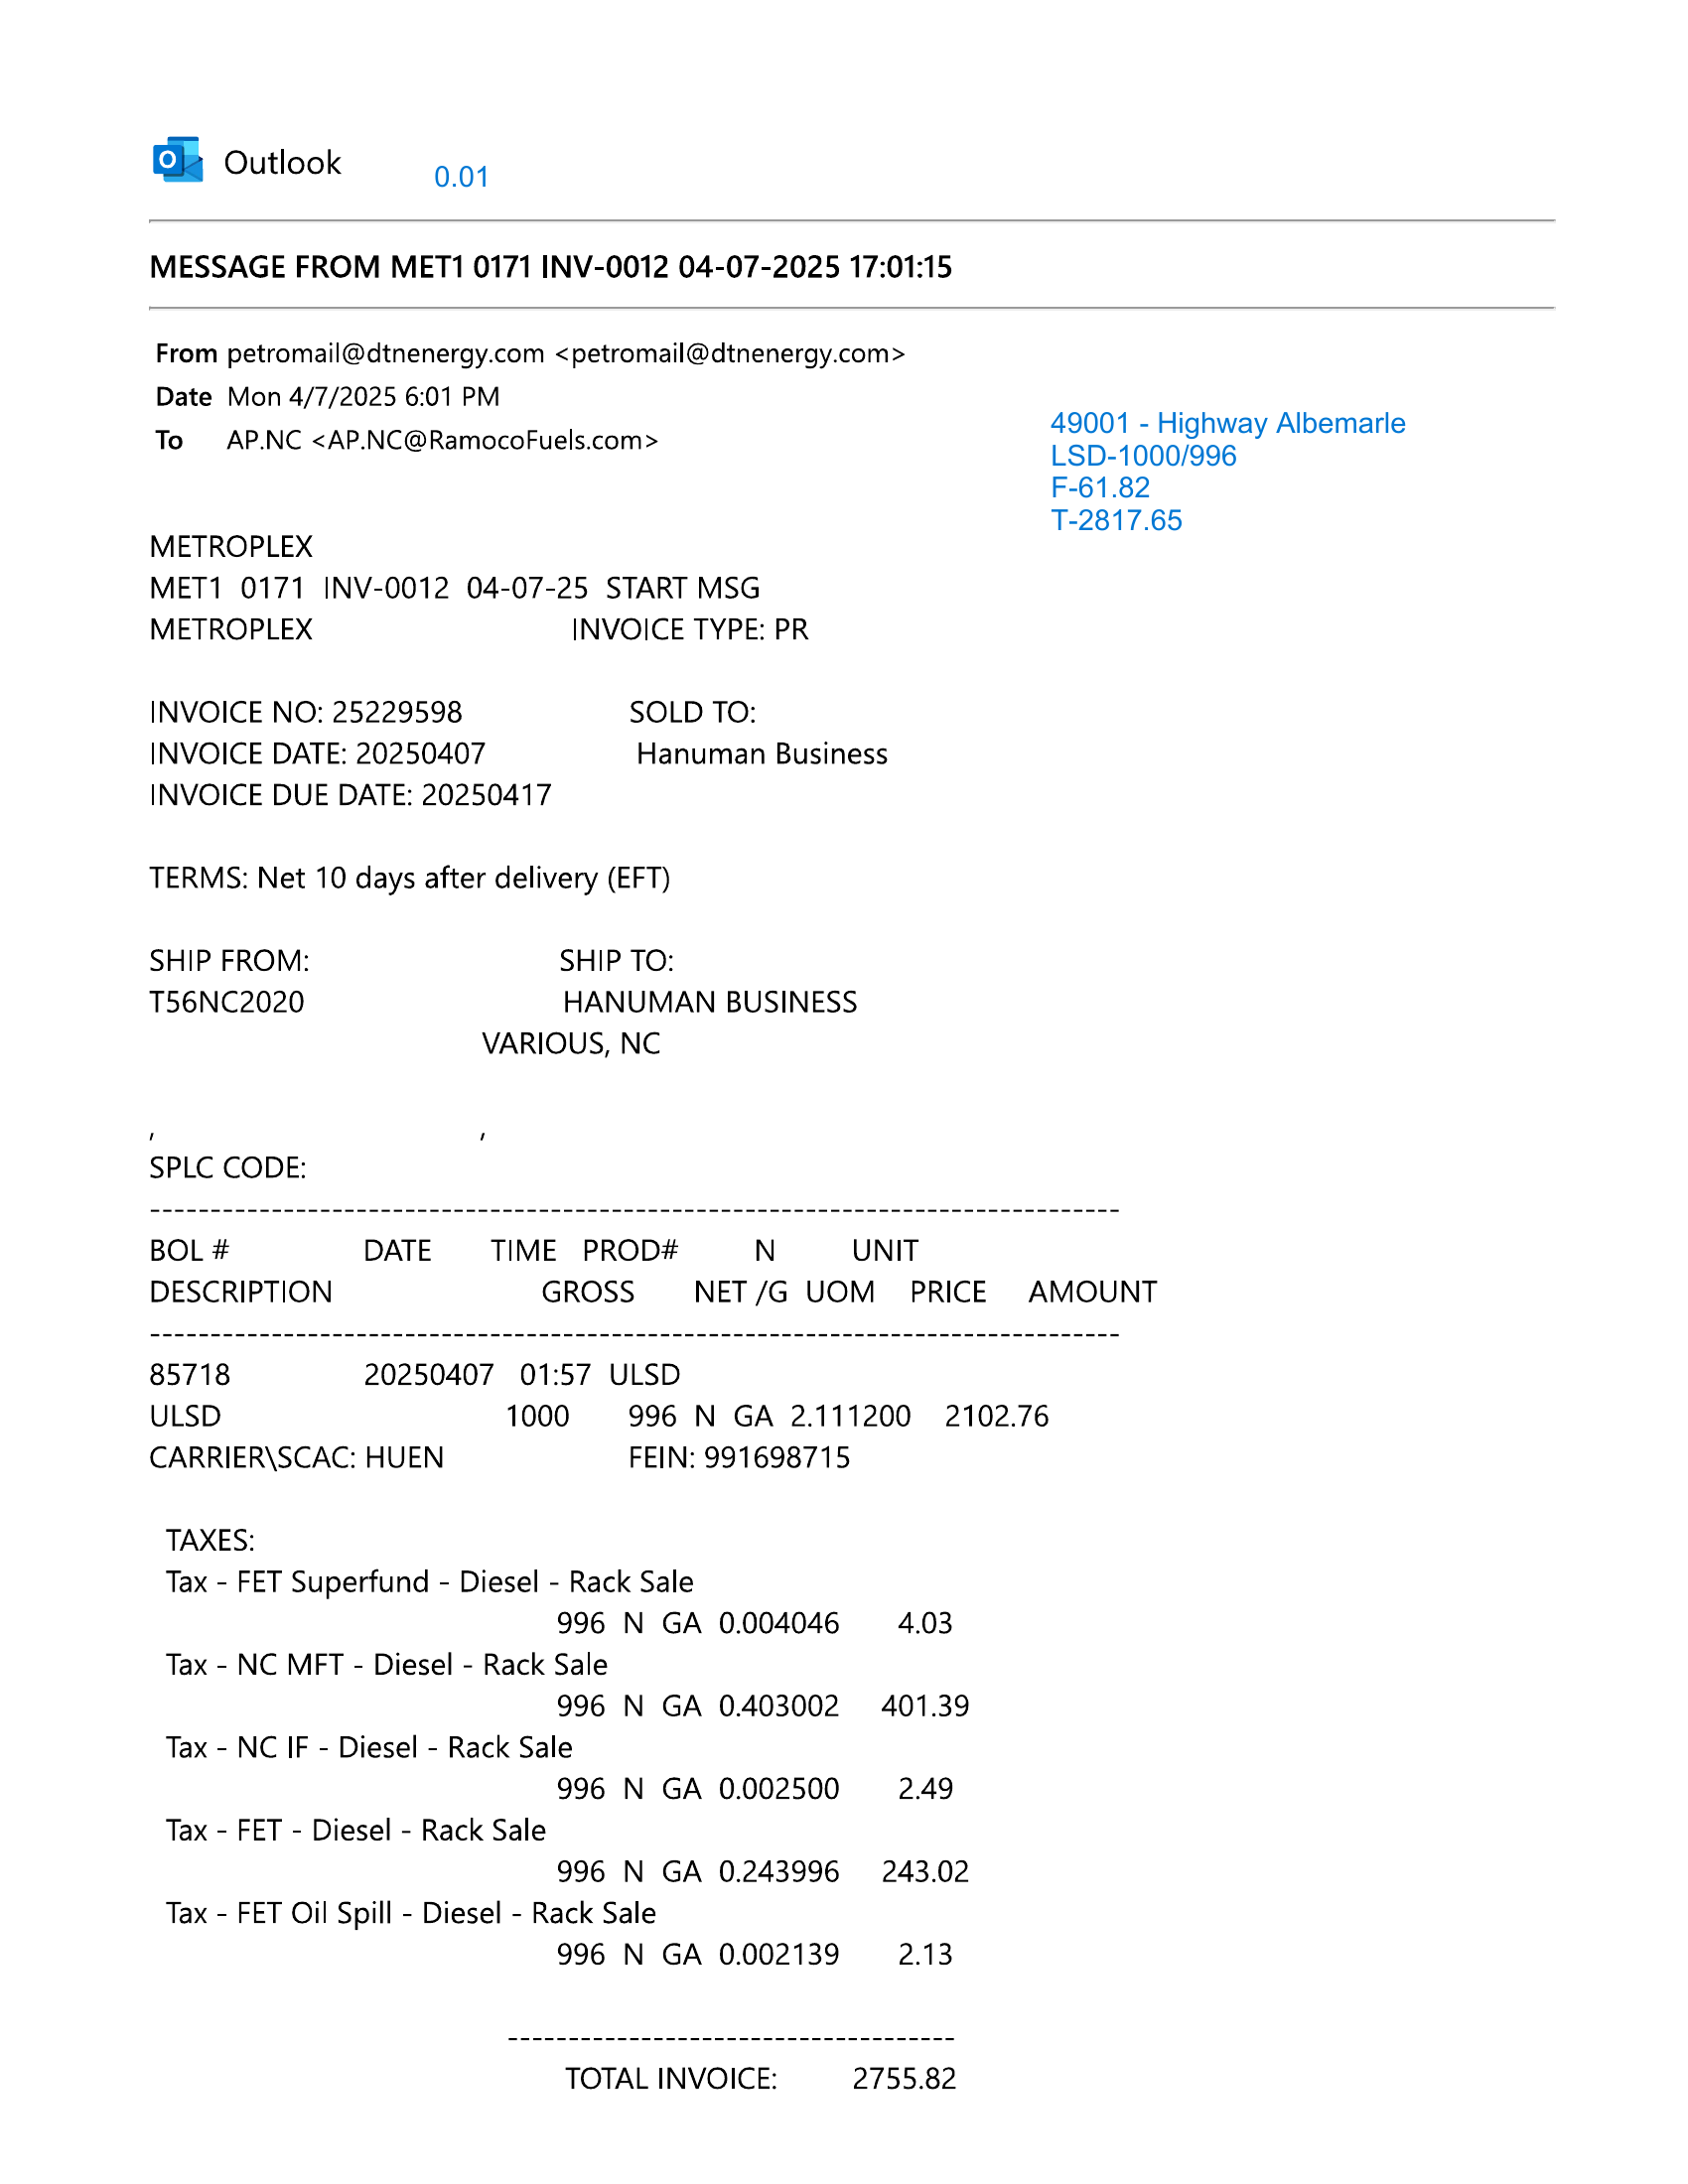 Outlook
0.01
MESSAGE FROM MET1 0171 INV-0012 04-07-2025 17:01:15
From petromail@dtnenergy.com <petromail@dtnenergy.com>
Date Mon 4/7/2025 6:01 PM
To AP.NC <AP.NC@RamocoFuels.com>
49001 - Highway Albemarle
LSD-1000/996
F-61.82
T-2817.65
METROPLEX
MET1 0171 INV-0012 04-07-25 START MSG
METROPLEX INVOICE TYPE: PR
INVOICE NO: 25229598 SOLD TO:
INVOICE DATE: 20250407 Hanuman Business
INVOICE DUE DATE: 20250417
TERMS: Net 10 days after delivery (EFT)
SHIP FROM: SHIP TO:
T56NC2020 HANUMAN BUSINESS
VARIOUS, NC
, ,
SPLC CODE:
--------------------------------------------------------------------------------
BOL # DATE TIME PROD# N UNIT
DESCRIPTION GROSS NET /G UOM PRICE AMOUNT
--------------------------------------------------------------------------------
85718 20250407 01:57 ULSD
ULSD 1000 996 N GA 2.111200 2102.76
CARRIER\SCAC: HUEN FEIN: 991698715
TAXES:
Tax - FET Superfund - Diesel - Rack Sale
996 N GA 0.004046 4.03
Tax - NC MFT - Diesel - Rack Sale
996 N GA 0.403002 401.39
Tax - NC IF - Diesel - Rack Sale
996 N GA 0.002500 2.49
Tax - FET - Diesel - Rack Sale
996 N GA 0.243996 243.02
Tax - FET Oil Spill - Diesel - Rack Sale
996 N GA 0.002139 2.13
-------------------------------------
TOTAL INVOICE: 2755.82